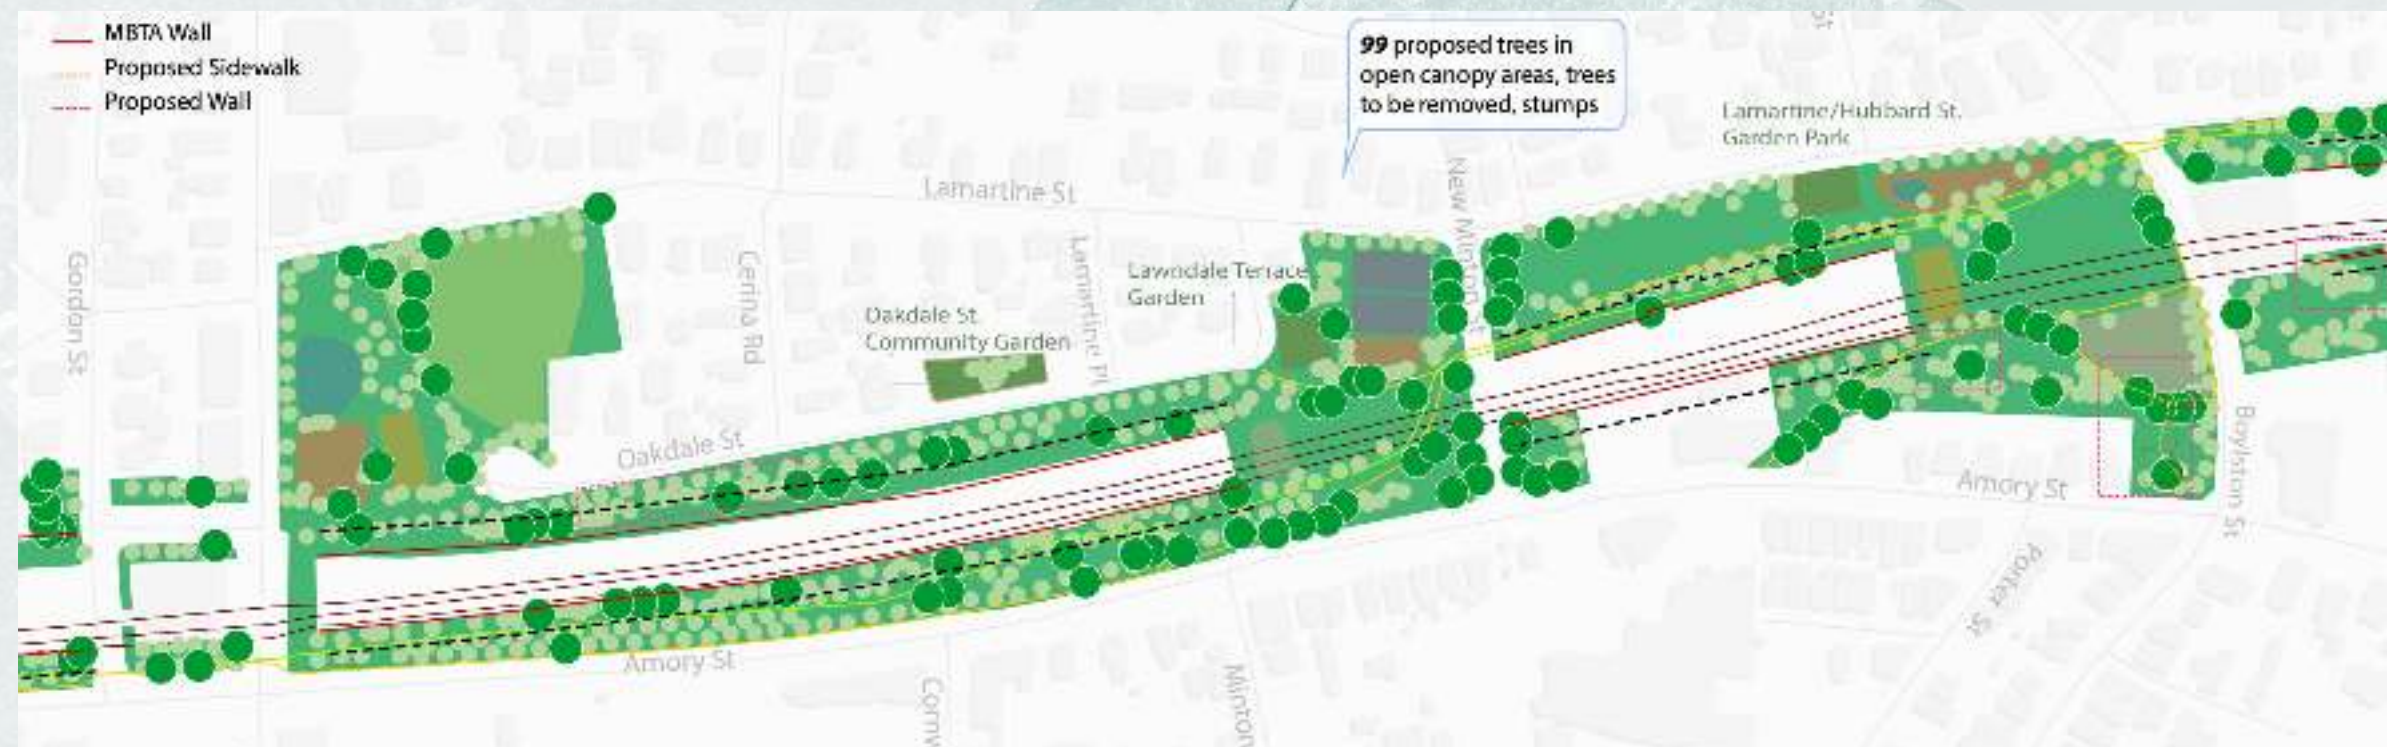 MBTA Wall
Proposed Sidewalk
Proposed Wall
99 proposed trees in
open canopy areas, trees
to be removed, stumps
St
Lamartine/Hubbard St.
Garden Park
Lamartine St
New Minton St
Gordon St
Cerina Rd
Lamartine Pl
Lawndale Terrace
Garden
Oakdale St.
Community Garden
Oakdale St
Boylston St
Amory St
Porter St
Amory St
Cornw
Minton